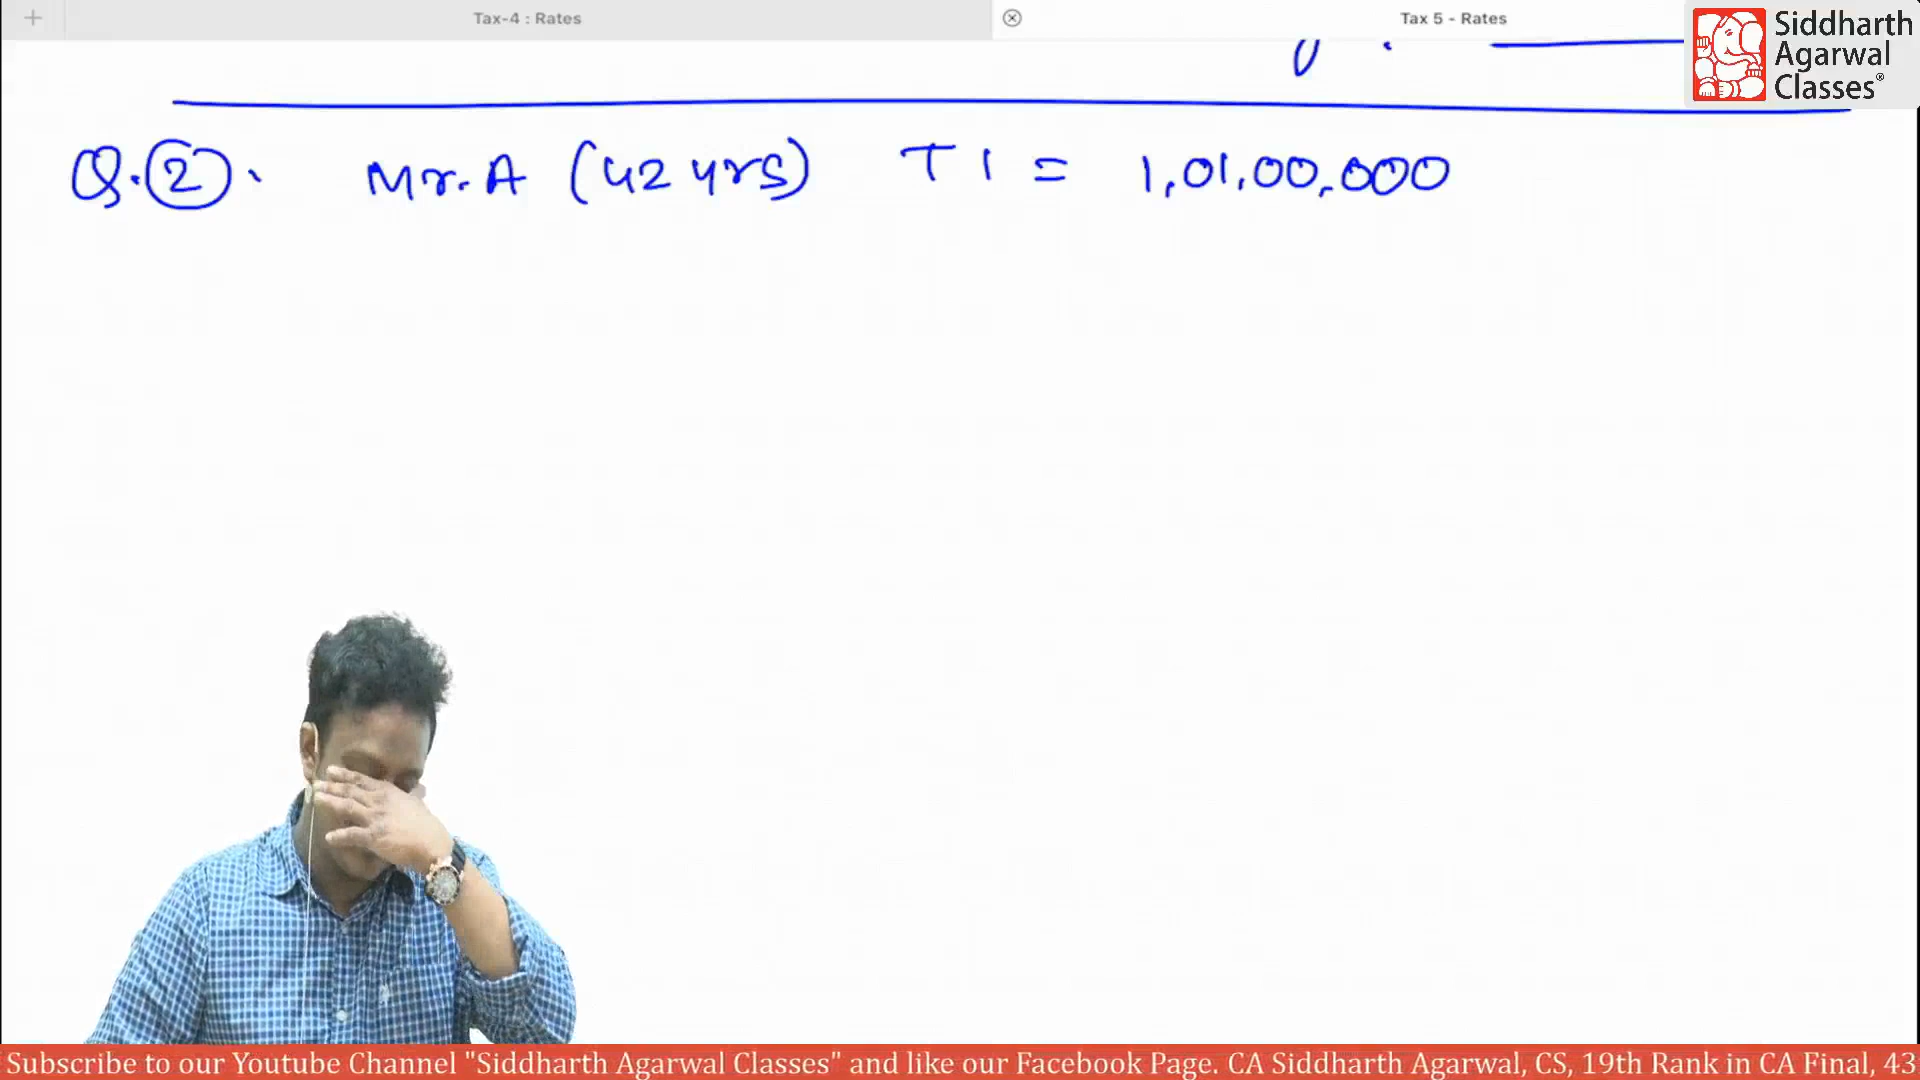 Tax-4 : Rates
Tax 5 - Rates
Siddharth
Agarwal
Classes®
Q.2. Mr. A (42 yrs) TI = 1,01,00,000
Subscribe to our Youtube Channel "Siddharth Agarwal Classes" and like our Facebook Page. CA Siddharth Agarwal, CS, 19th Rank in CA Final, 43